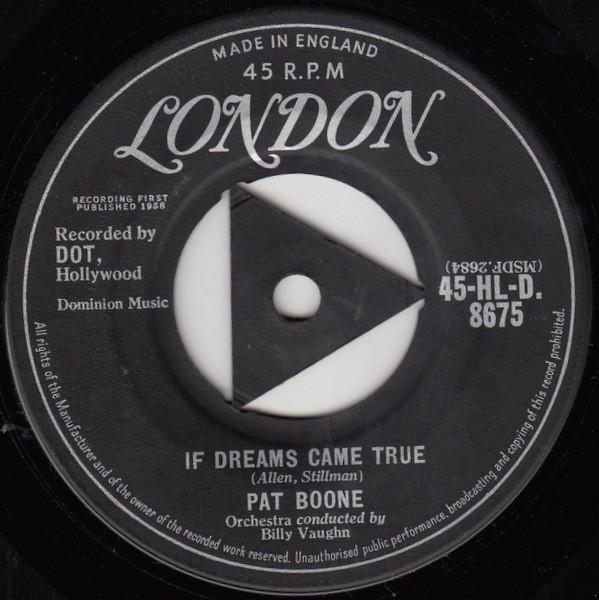 MADE IN ENGLAND
45 R.P.M
LONDON
RECORDING FIRST
PUBLISHED 1958
Recorded by
DOT,
Hollywood
Dominion Music
(MSDF.2684)
45-HL-D.
8675
IF DREAMS CAME TRUE
(Allen, Stillman)
PAT BOONE
Orchestra conducted by
Billy Vaughn
All rights of the Manufacturer and of the owner of the recorded work reserved. Unauthorised public performance, broadcasting and copying of this record prohibited.